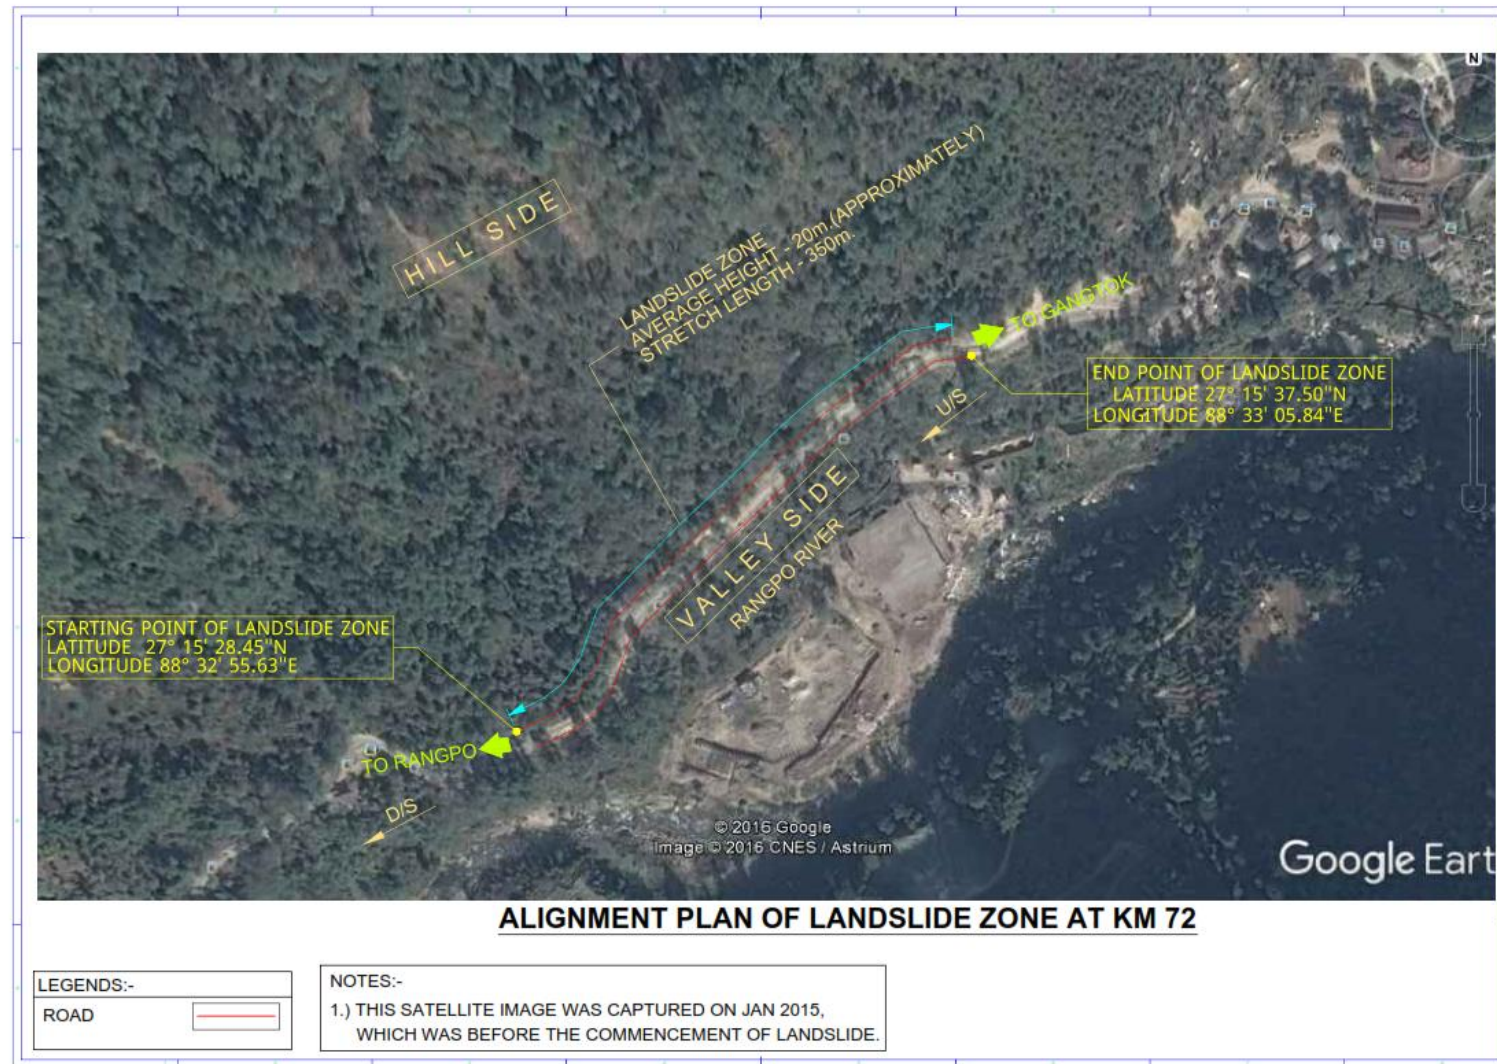 N
HILL SIDE
LANDSLIDE ZONE
AVERAGE HEIGHT - 20m.(APPROXIMATELY)
STRETCH LENGTH - 350m.
TO GANGTOK
END POINT OF LANDSLIDE ZONE
LATITUDE 27° 15' 37.50"N
LONGITUDE 88° 33' 05.84"E
U/S
VALLEY SIDE
RANGPO RIVER
STARTING POINT OF LANDSLIDE ZONE
LATITUDE 27° 15' 28.45"N
LONGITUDE 88° 32' 55.63"E
TO RANGPO
D/S
© 2016 Google
Image © 2016 CNES / Astrium
Google Eart
ALIGNMENT PLAN OF LANDSLIDE ZONE AT KM 72
LEGENDS:-
ROAD
NOTES:-
1.) THIS SATELLITE IMAGE WAS CAPTURED ON JAN 2015,
WHICH WAS BEFORE THE COMMENCEMENT OF LANDSLIDE.